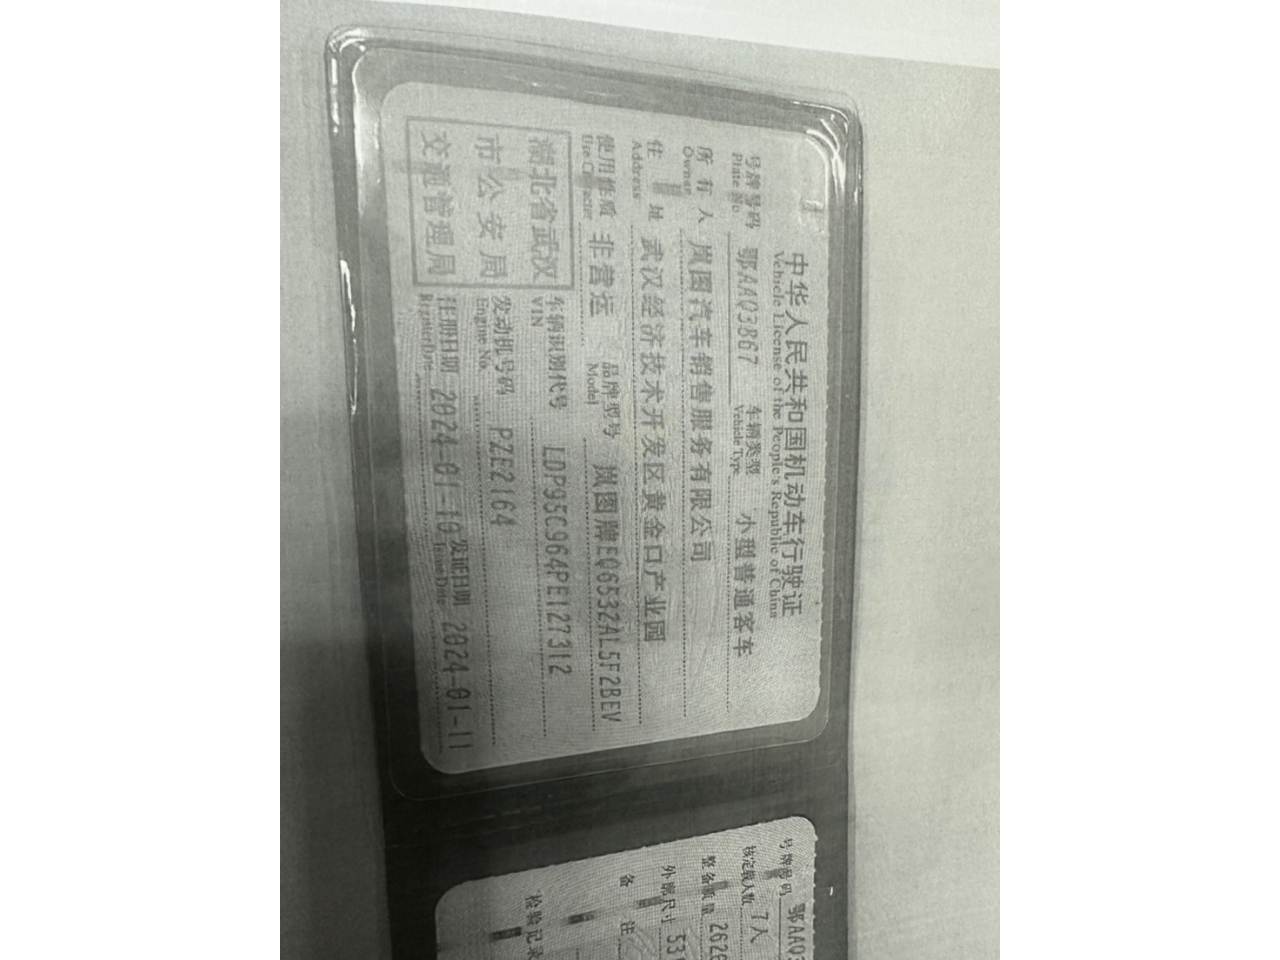 中华人民共和国机动车行驶证
Vehicle License of the People's Republic of China
号牌号码 鄂AAQ3867 车辆类型 小型普通客车
Plate No. Vehicle Type
所有人 岚图汽车销售服务有限公司
Owner
住址 武汉经济技术开发区黄金口产业园
Address
使用性质 非营运 品牌型号 岚图牌EQ6532AL5F2BEV
Use Character Model
湖北省武汉
市公安局
交通管理局
车辆识别代号 LDP95C964PE127312
VIN
发动机号码 PZE2164
Engine No.
注册日期 2024-01-10 发证日期 2024-01-11
Register Date Issue Date
号牌号码 鄂AAQ3
核定载人数 7人
整备质量 262
外廓尺寸 531
备注
检验记录